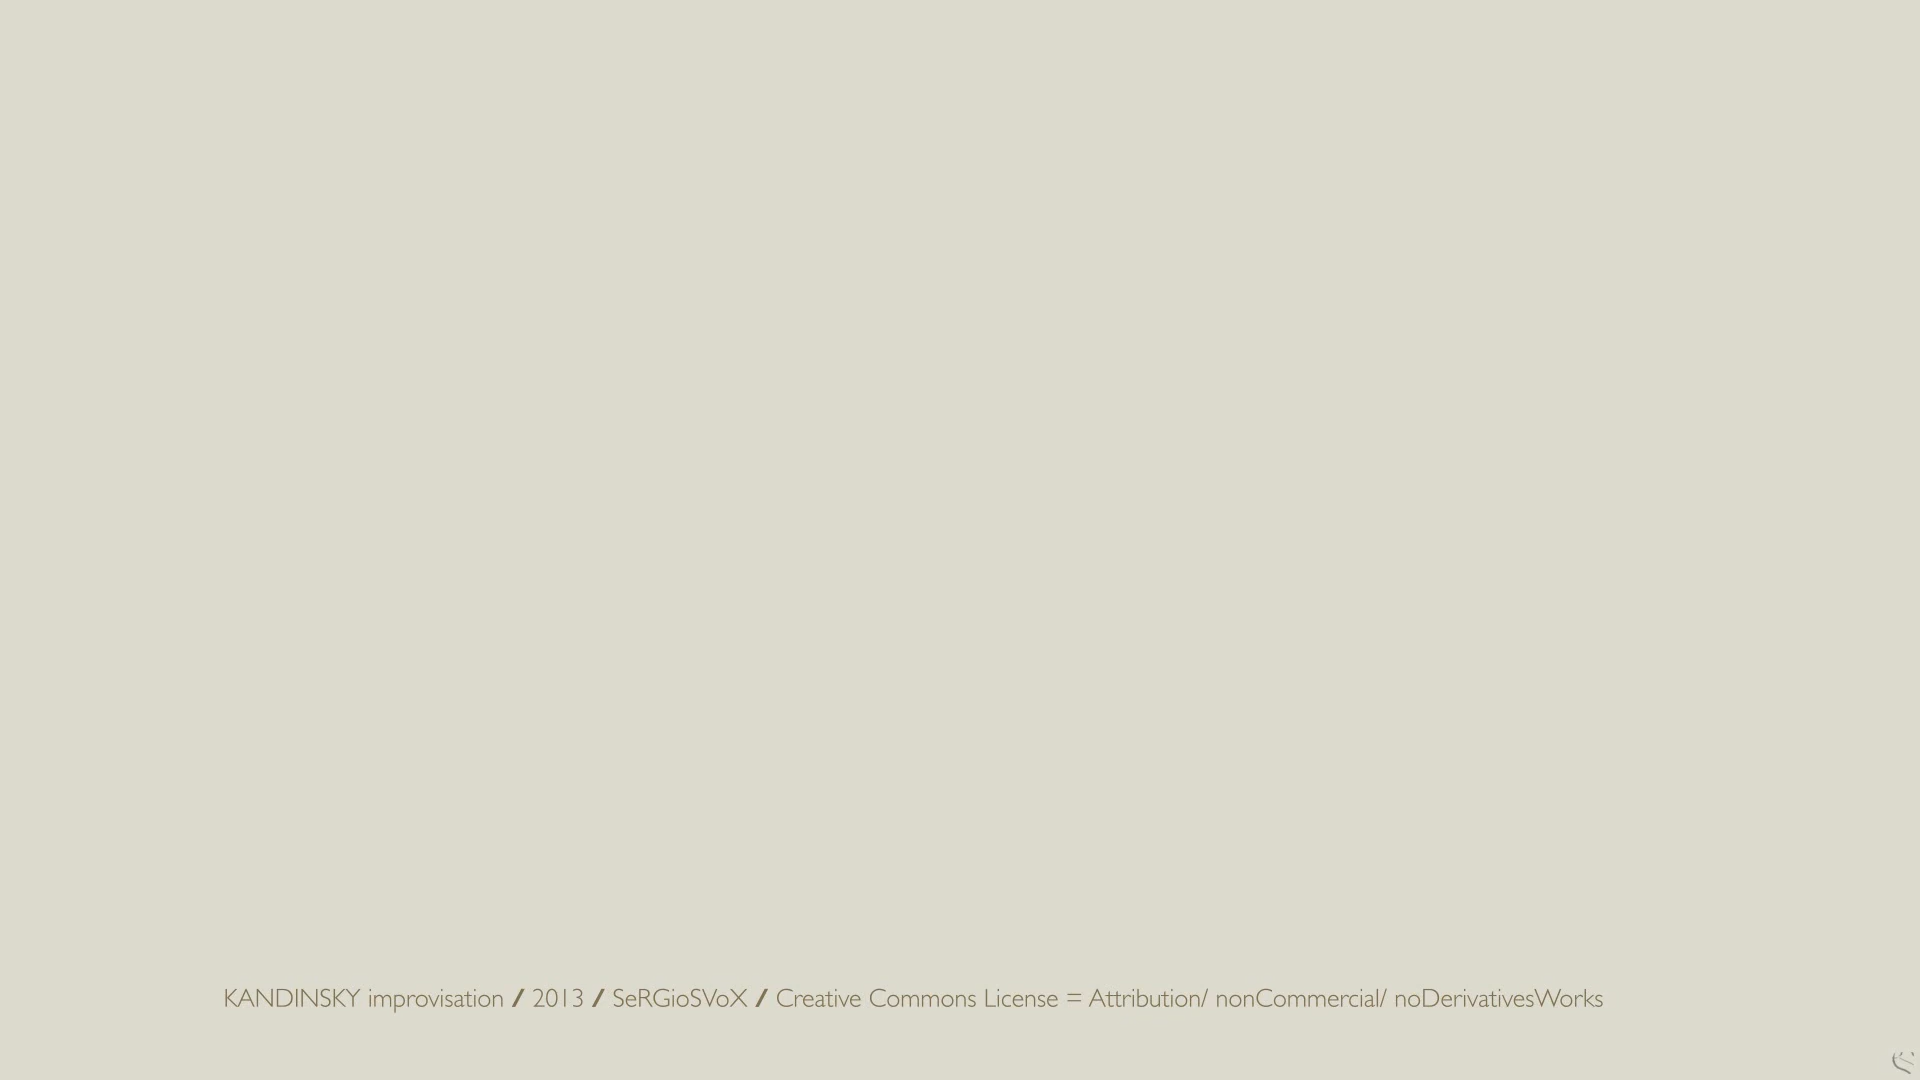 KANDINSKY improvisation / 2013 / SeRGioSVoX / Creative Commons License = Attribution/ nonCommercial/ noDerivativesWorks